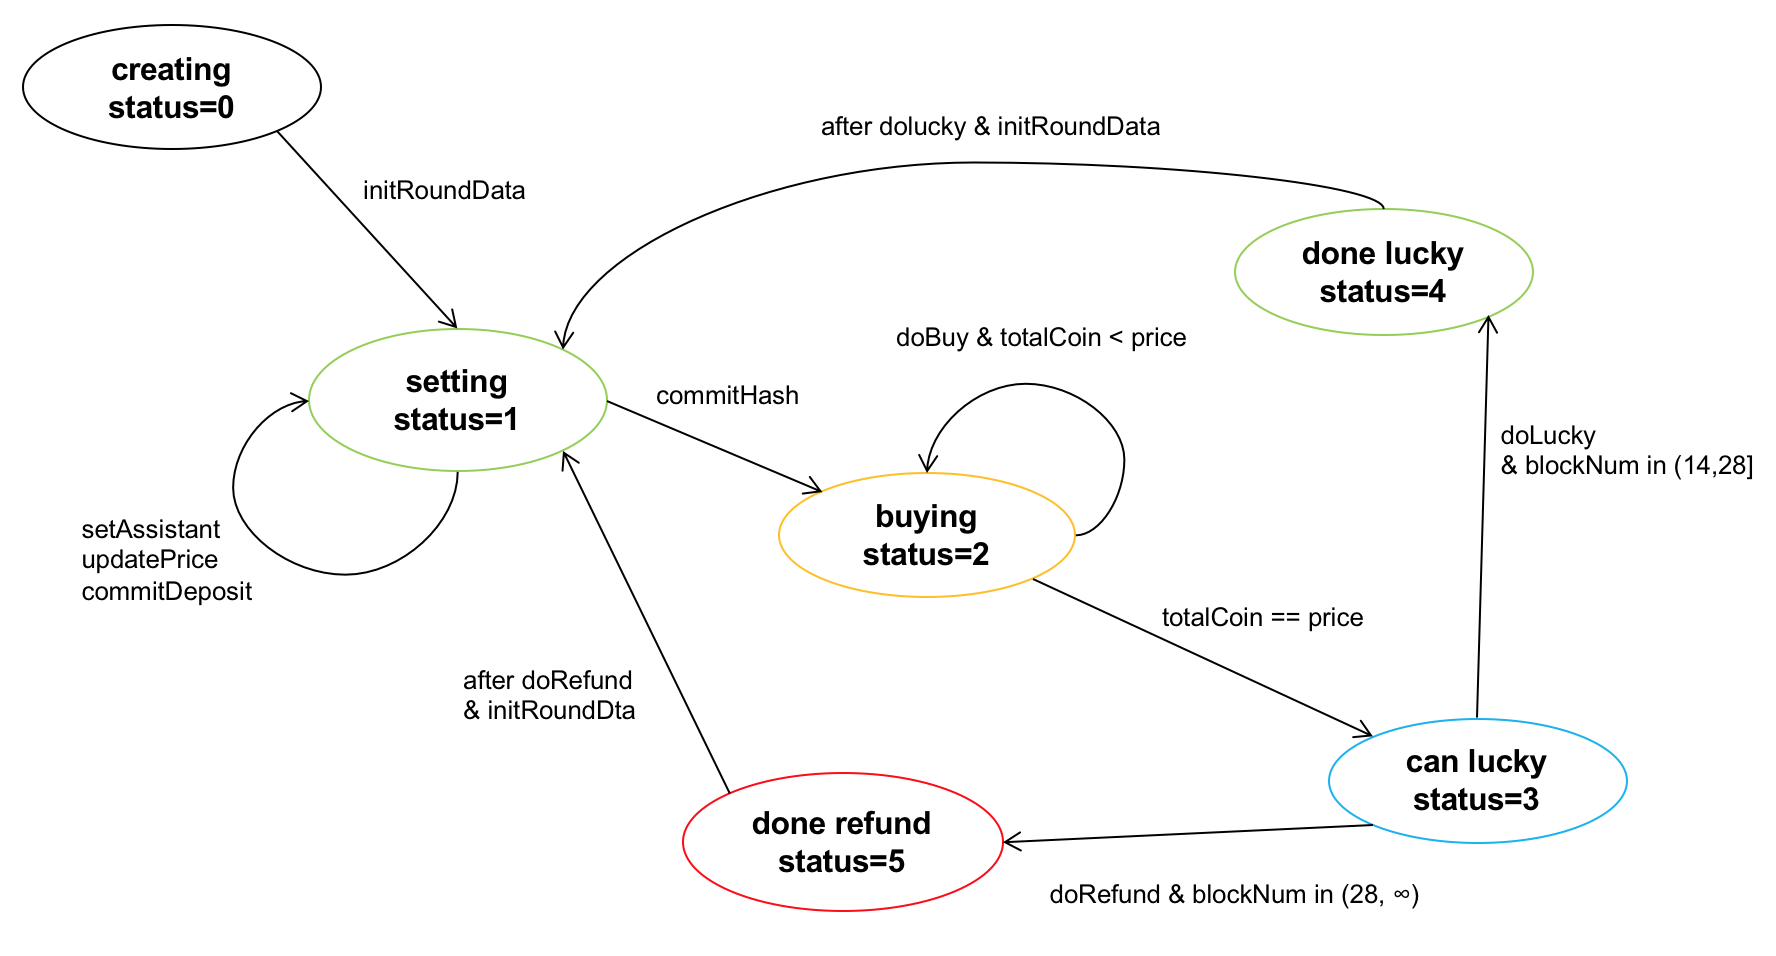 creating
status=0
initRoundData
after dolucky & initRoundData
done lucky
status=4
doBuy & totalCoin < price
setting
status=1
commitHash
doLucky
& blockNum in (14,28]
setAssistant
updatePrice
commitDeposit
buying
status=2
totalCoin == price
after doRefund
& initRoundDta
can lucky
status=3
done refund
status=5
doRefund & blockNum in (28, ∞)